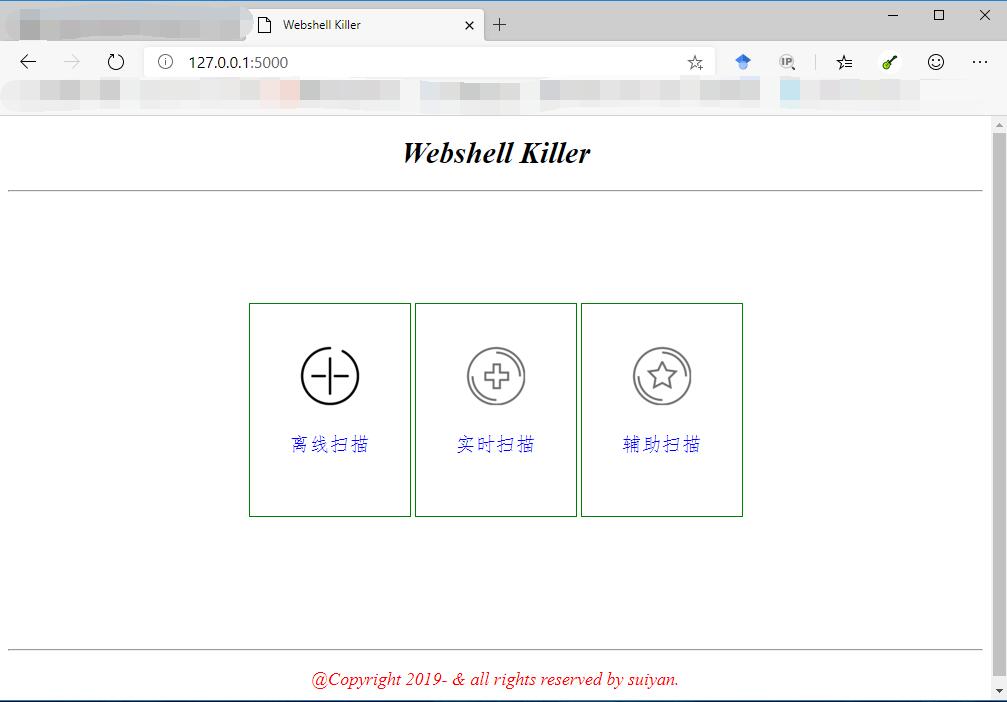 Webshell Killer
127.0.0.1:5000
IP
Webshell Killer
离线扫描
实时扫描
辅助扫描
@Copyright 2019- & all rights reserved by suiyan.